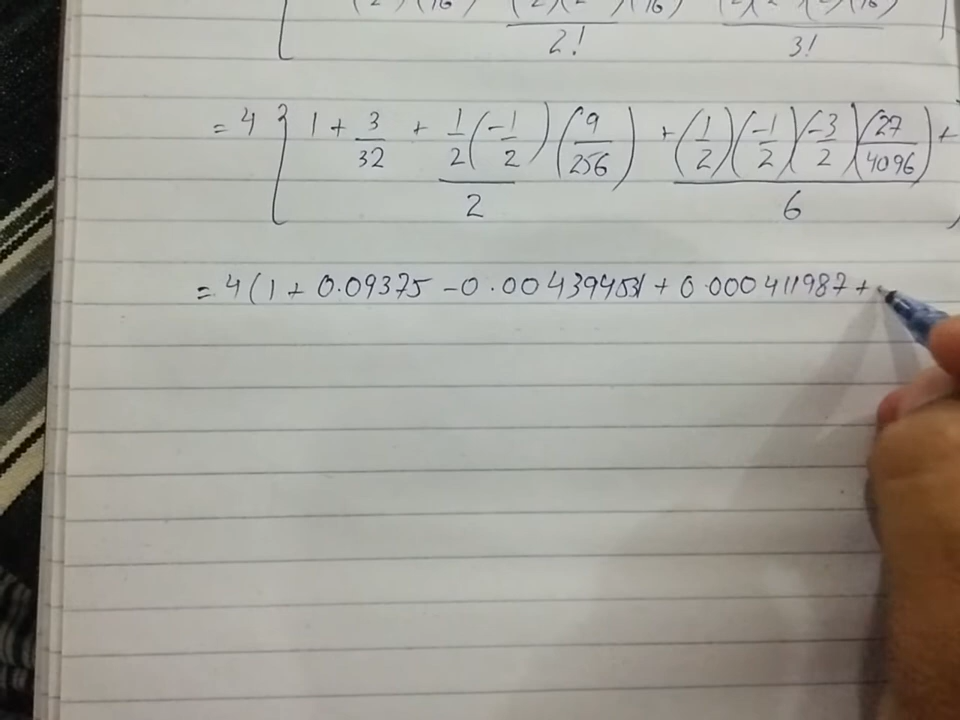 2! 3!
= 4 { 1 + 3/32 + 1/2(-1/2)(9/256)/2 + (1/2)(-1/2)(-3/2)(27/4096)/6 +
= 4 (1 + 0.09375 - 0.004394531 + 0.000411987 +